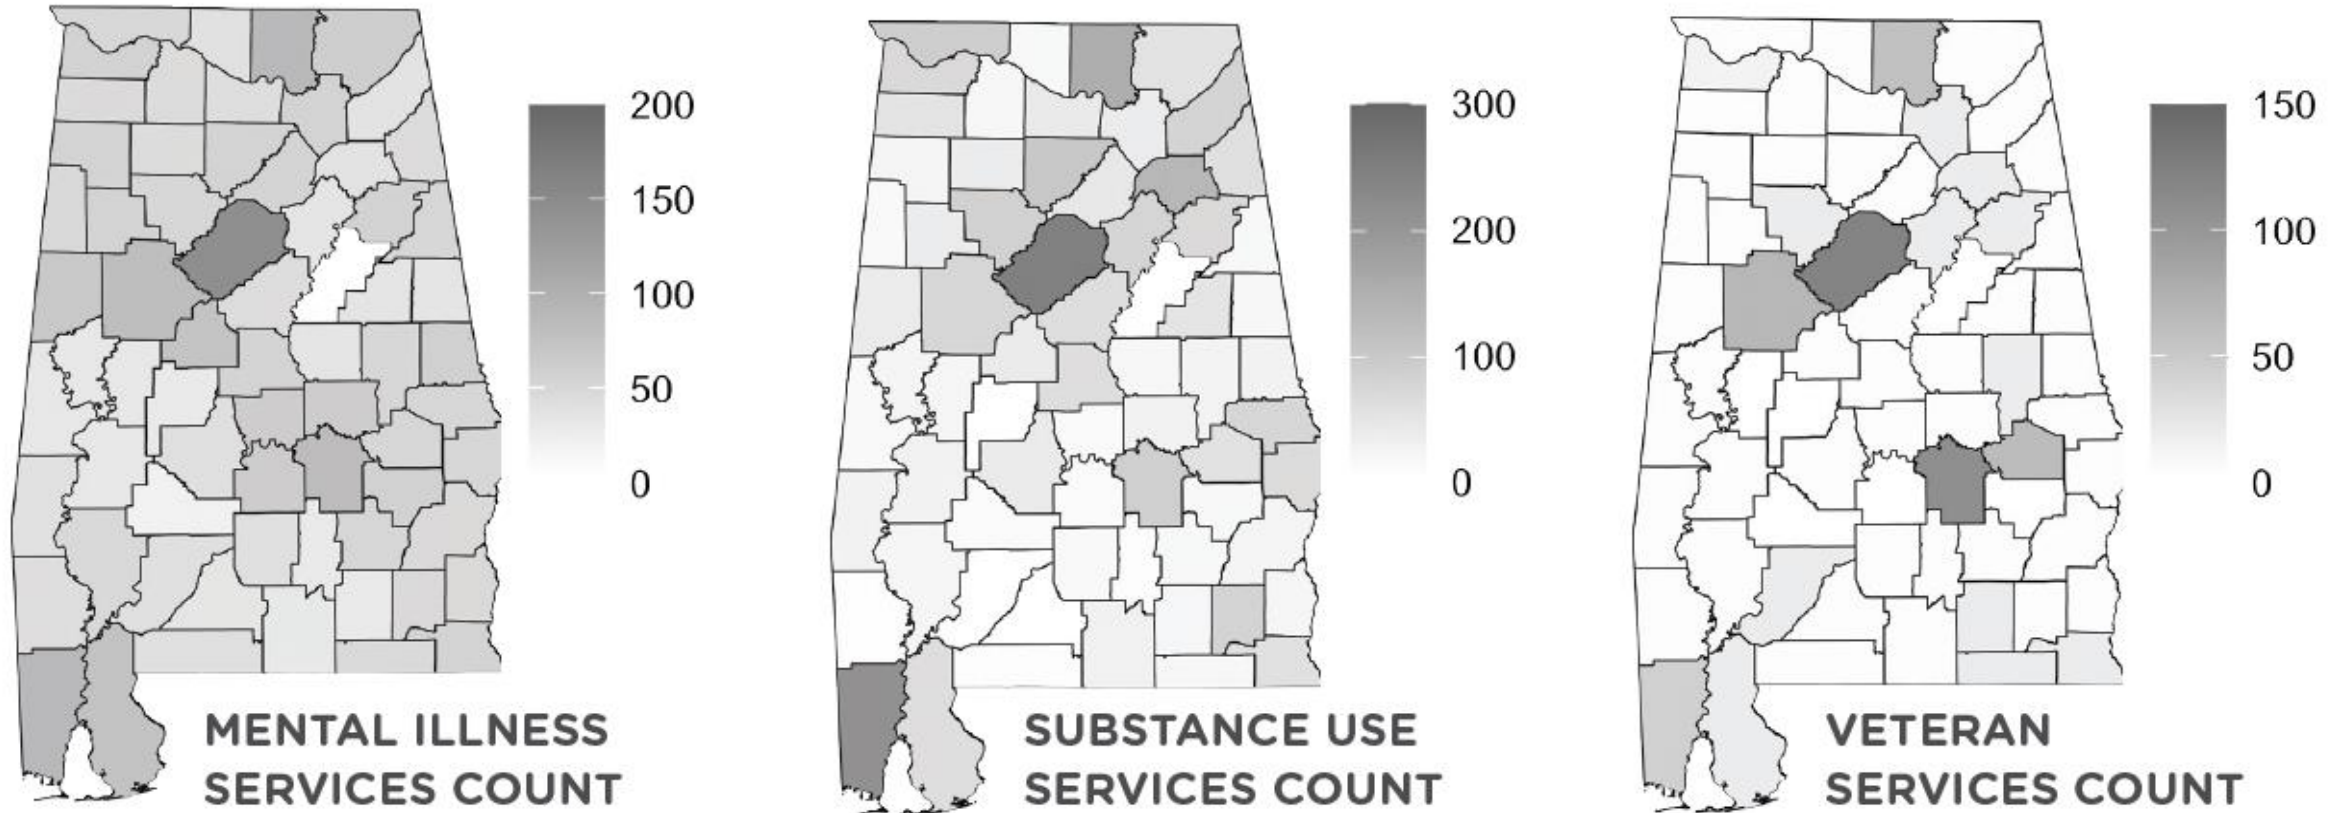 200
150
100
50
0
MENTAL ILLNESS
SERVICES COUNT
300
200
100
0
SUBSTANCE USE
SERVICES COUNT
150
100
50
0
VETERAN
SERVICES COUNT